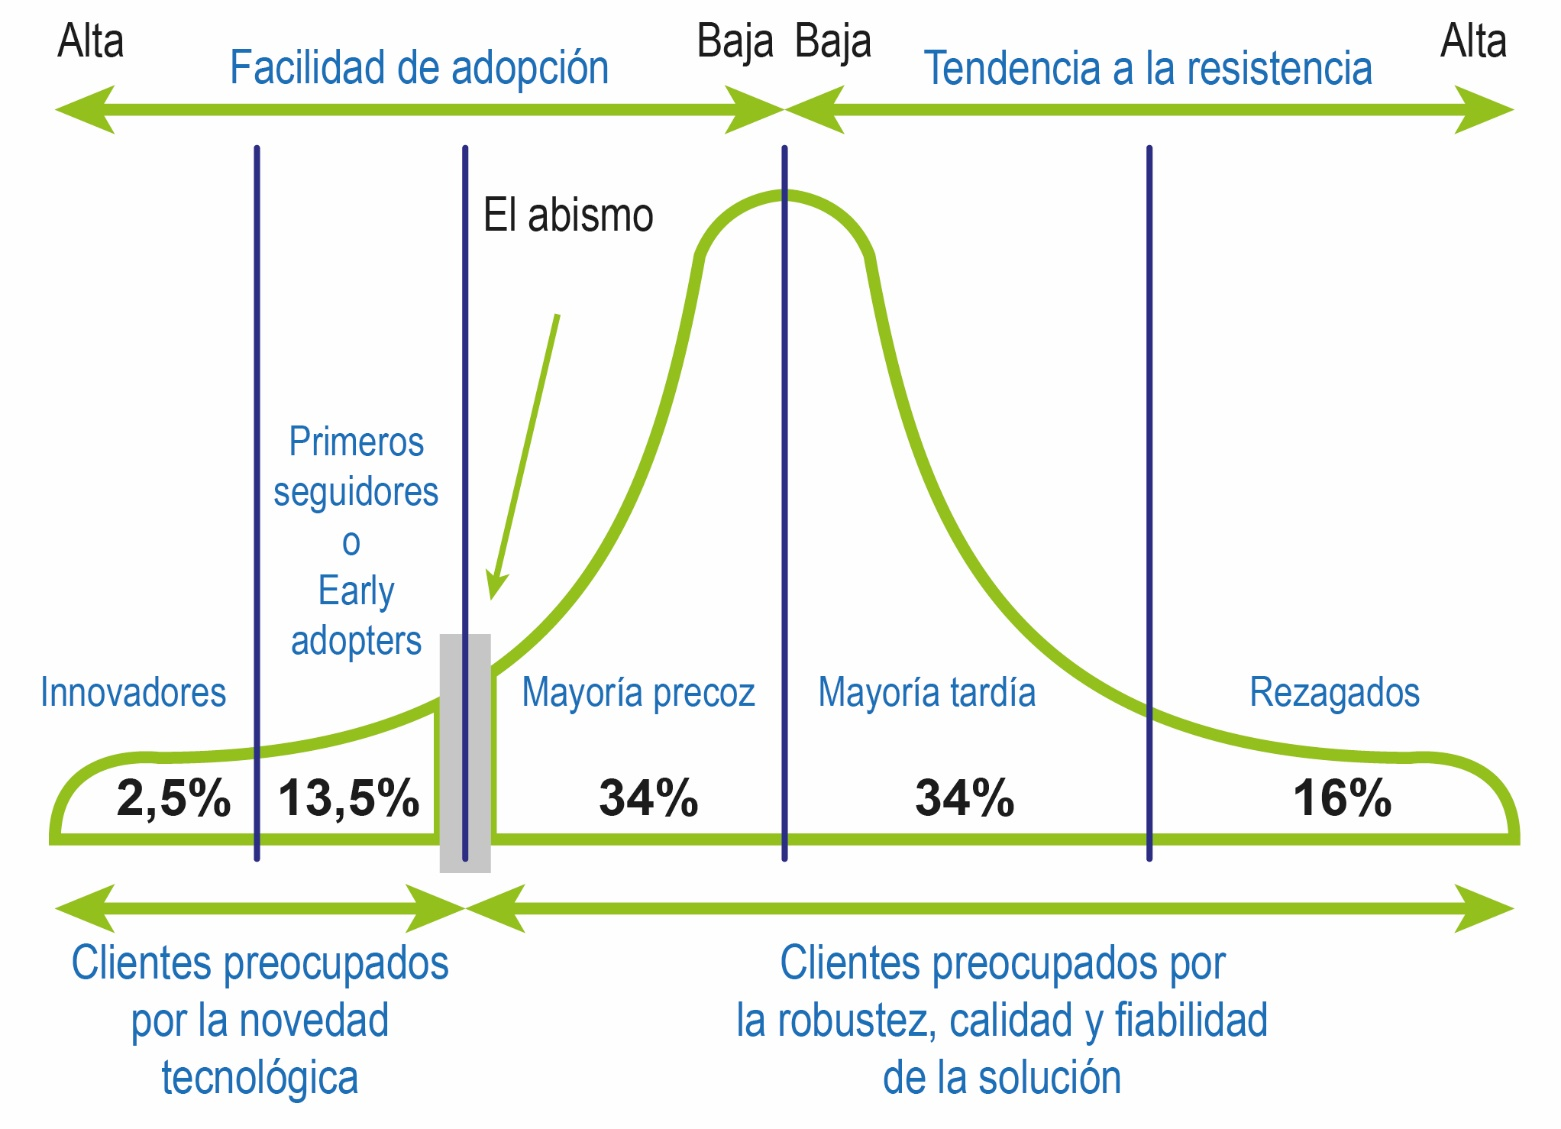 Alta
Facilidad de adopción
Baja
Baja
Tendencia a la resistencia
Alta
El abismo
Primeros
seguidores
o
Early
adopters
Innovadores
Mayoría precoz
Mayoría tardía
Rezagados
2,5%
13,5%
34%
34%
16%
Clientes preocupados
por la novedad
tecnológica
Clientes preocupados por
la robustez, calidad y fiabilidad
de la solución